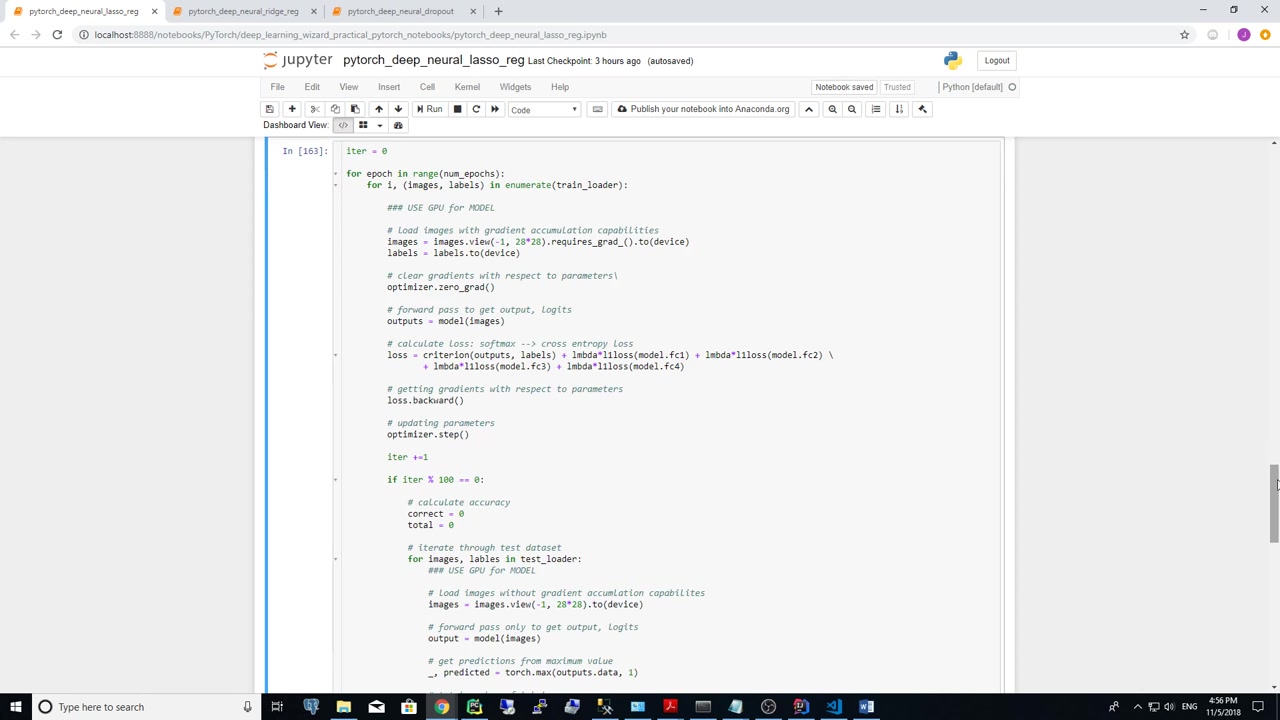 pytorch_deep_neural_lasso_reg
pytorch_deep_neural_ridge_reg
pytorch_deep_neural_dropout
localhost:8888/notebooks/PyTorch/deep_learning_wizard_practical_pytorch_notebooks/pytorch_deep_neural_lasso_reg.ipynb
J
jupyter pytorch_deep_neural_lasso_reg Last Checkpoint: 3 hours ago (autosaved)
Logout
File Edit View Insert Cell Kernel Widgets Help
Notebook saved Trusted Python [default]
Run Code Publish your notebook into Anaconda.org
Dashboard View:
In [163]:
iter = 0
for epoch in range(num_epochs):
for i, (images, labels) in enumerate(train_loader):
### USE GPU for MODEL
# load images with gradient accumulation capabilities
images = images.view(-1, 28*28).requires_grad_().to(device)
labels = labels.to(device)
# clear gradients with respect to parameters\
optimizer.zero_grad()
# forward pass to get output, logits
outputs = model(images)
# calculate loss: softmax --> cross entropy loss
loss = criterion(outputs, labels) + lmbda*l1loss(model.fc1) + lmbda*l1loss(model.fc2) \
+ lmbda*l1loss(model.fc3) + lmbda*l1loss(model.fc4)
# getting gradients with respect to parameters
loss.backward()
# updating parameters
optimizer.step()
iter +=1
if iter % 100 == 0:
# calculate accuracy
correct = 0
total = 0
# iterate through test dataset
for images, lables in test_loader:
### USE GPU for MODEL
# load images without gradient accumlation capabilites
images = images.view(-1, 28*28).to(device)
# forward pass only to get output, logits
output = model(images)
# get predictions from maximum value
_, predicted = torch.max(outputs.data, 1)
Type here to search
ENG
4:56 PM
11/5/2018